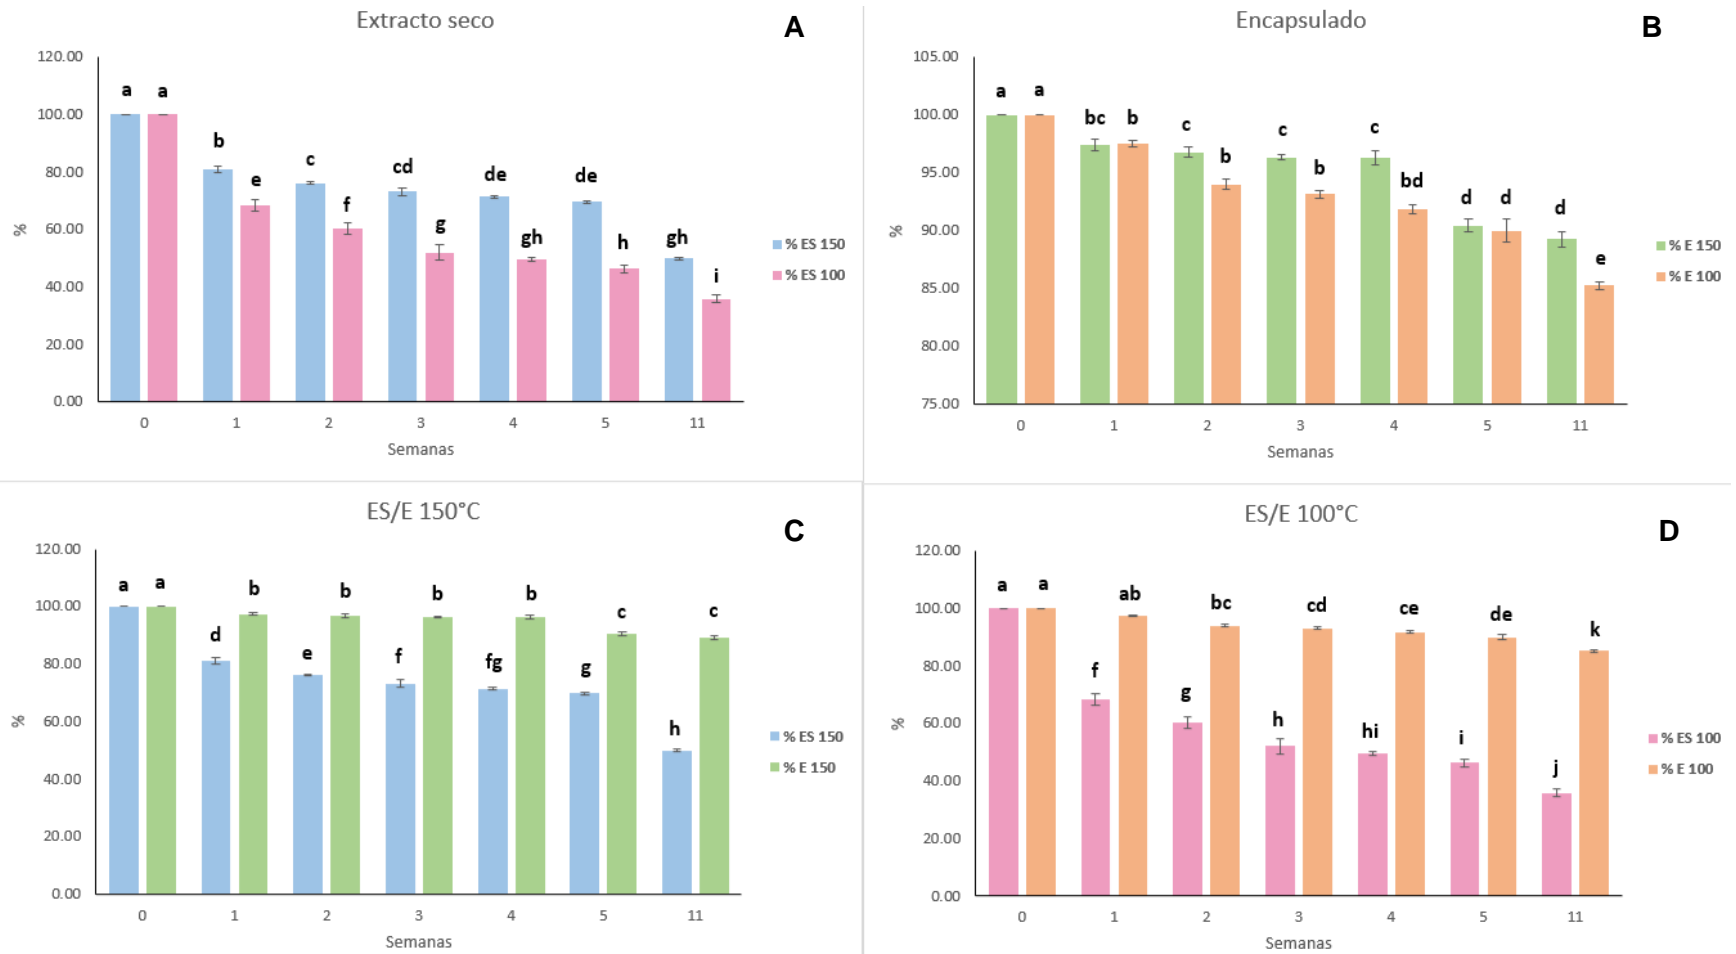 Extracto seco
A
120.00
100.00
80.00
60.00
40.00
20.00
0.00
%
a a
b e
c f
cd g
de gh
de h
gh i
0 1 2 3 4 5 11
Semanas
% ES 150
% ES 100
Encapsulado
B
105.00
100.00
95.00
90.00
85.00
80.00
75.00
%
a a
bc b
c b
c b
c bd
d d
d e
0 1 2 3 4 5 11
Semanas
% E 150
% E 100
ES/E 150°C
C
120.00
100.00
80.00
60.00
40.00
20.00
0.00
%
a a
d b
e b
f b
fg b
g c
h c
0 1 2 3 4 5 11
Semanas
% ES 150
% E 150
ES/E 100°C
D
120.00
100.00
80.00
60.00
40.00
20.00
0.00
%
a a
f ab
g bc
h cd
hi ce
i de
j k
0 1 2 3 4 5 11
Semanas
% ES 100
% E 100